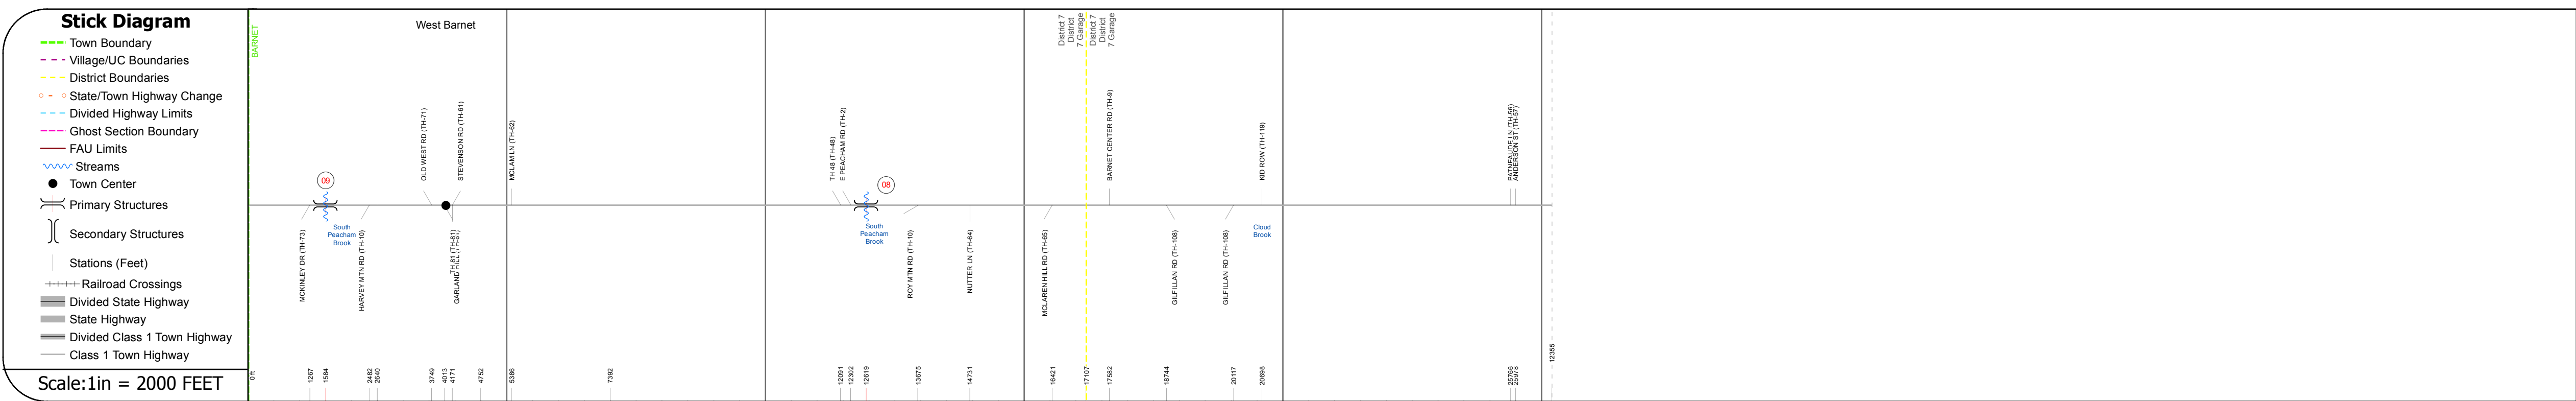 Stick Diagram
Town Boundary
Village/UC Boundaries
District Boundaries
State/Town Highway Change
Divided Highway Limits
Ghost Section Boundary
FAU Limits
Streams
Town Center
Primary Structures
Secondary Structures
Stations (Feet)
Railroad Crossings
Divided State Highway
State Highway
Divided Class 1 Town Highway
Class 1 Town Highway
Scale:1in = 2000 FEET
BARNET
West Barnet
District 7
District
7 Garage
District 7
District
7 Garage
OLD WEST RD (TH-71)
STEVENSON RD (TH-61)
MCLAM LN (TH-62)
TH 48 (TH-48)
E PEACHAM RD (TH-2)
BARNET CENTER RD (TH-9)
KID ROW (TH-119)
ANDERSON ST (TH-57)
09
08
South
Peacham
Brook
South
Peacham
Brook
Cloud
Brook
MCKINLEY DR (TH-73)
HARVEY MTN RD (TH-10)
TH 81 (TH-81)
GARLAND HILL
ROY MTN RD (TH-10)
NUTTER LN (TH-64)
MCLAREN HILL RD (TH-65)
GILFILLAN RD (TH-108)
GILFILLAN RD (TH-108)
0 ft
1267
1584
2482
2640
3749
4013
4171
4752
5386
7392
12091
12302
12619
13675
14731
16421
17107
17582
18744
20117
20698
25766
25978
12355